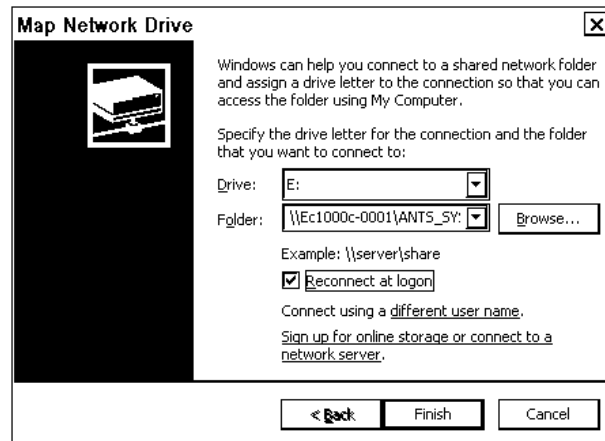 Map Network Drive
Windows can help you connect to a shared network folder
and assign a drive letter to the connection so that you can
access the folder using My Computer.
Specify the drive letter for the connection and the folder
that you want to connect to:
Drive: E:
Folder: \\Ec1000c-0001\ANTS_SY: Browse...
Example: \\server\share
Reconnect at logon
Connect using a different user name.
Sign up for online storage or connect to a
network server.
< Back Finish Cancel